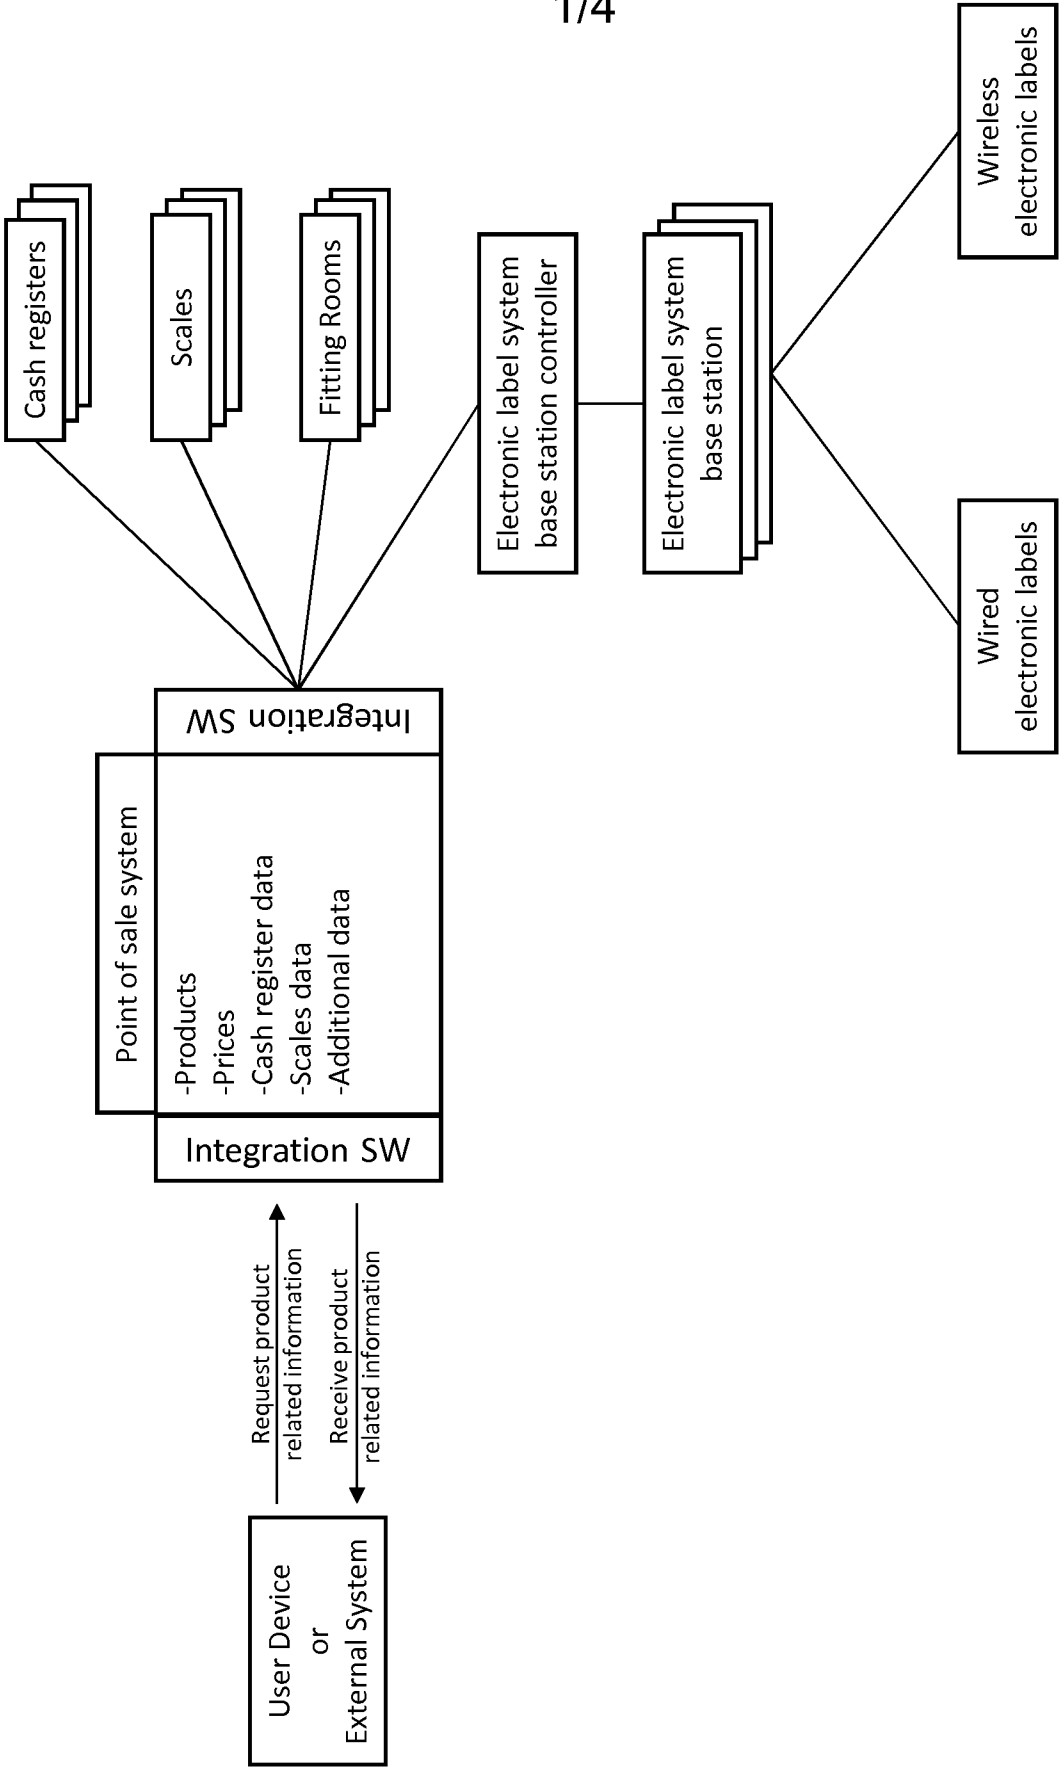 1/4
User Device
or
External System
Request product
related information
Receive product
related information
Integration SW
Point of sale system
-Products
-Prices
-Cash register data
-Scales data
-Additional data
Integration SW
Cash registers
Scales
Fitting Rooms
Electronic label system
base station controller
Electronic label system
base station
Wired
electronic labels
Wireless
electronic labels